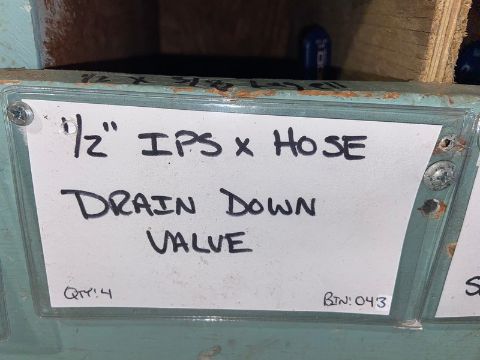 1/2" IPS x HOSE
DRAIN DOWN
VALVE
QTY: 4
BIN: 043